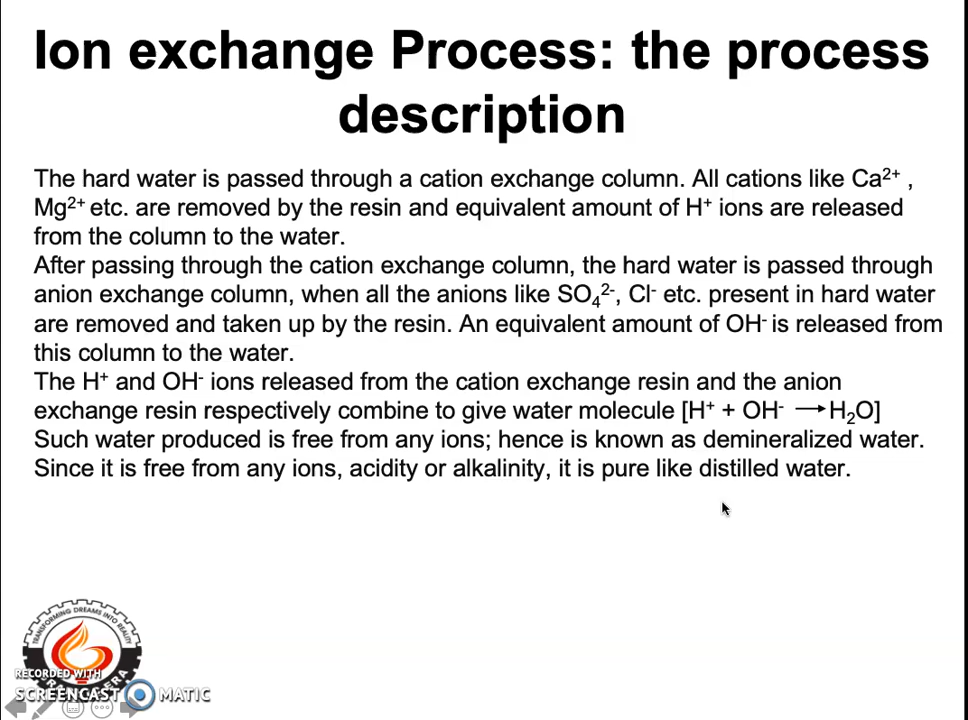 Ion exchange Process: the process
description
The hard water is passed through a cation exchange column. All cations like Ca²⁺ ,
Mg²⁺ etc. are removed by the resin and equivalent amount of H⁺ ions are released
from the column to the water.
After passing through the cation exchange column, the hard water is passed through
anion exchange column, when all the anions like SO₄²⁻, Cl⁻ etc. present in hard water
are removed and taken up by the resin. An equivalent amount of OH⁻ is released from
this column to the water.
The H⁺ and OH⁻ ions released from the cation exchange resin and the anion
exchange resin respectively combine to give water molecule [H⁺ + OH⁻ → H₂O]
Such water produced is free from any ions; hence is known as demineralized water.
Since it is free from any ions, acidity or alkalinity, it is pure like distilled water.
TRANSFORMING DREAMS INTO REALITY
RECORDED WITH
SCREENCAST MATIC